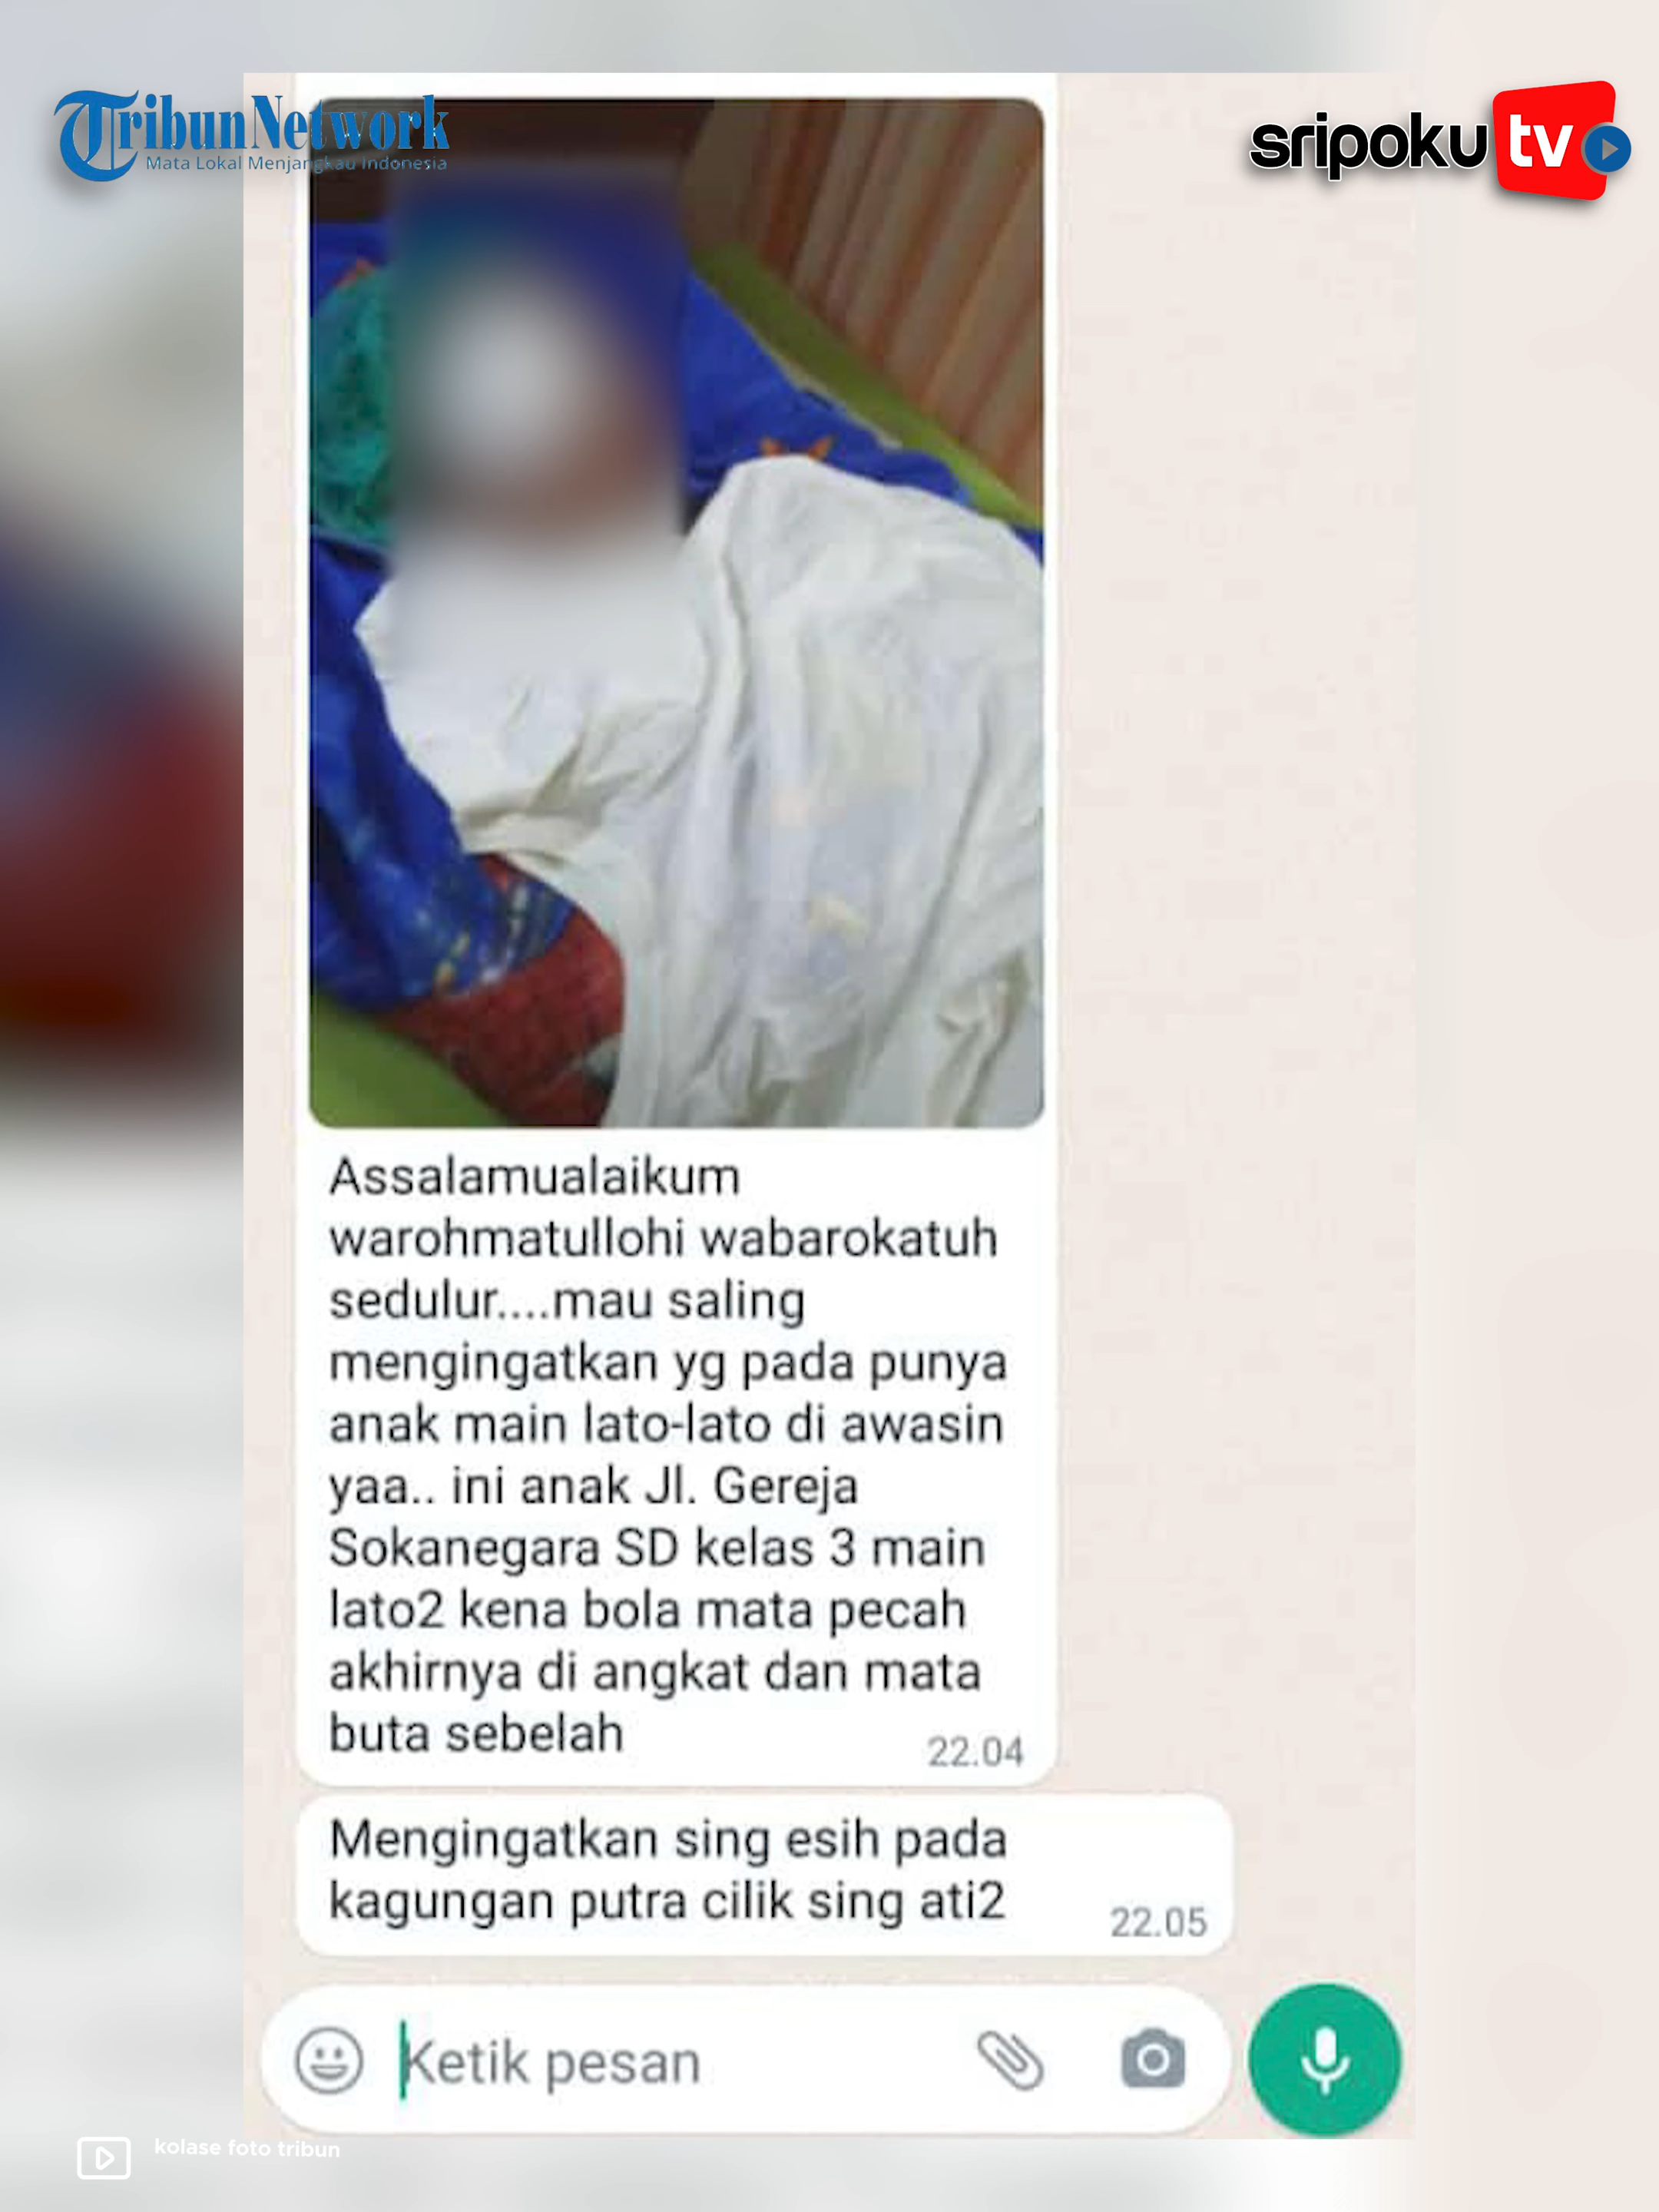 Tribun Network
Mata Lokal Menjangkau Indonesia
sripoku tv
Assalamualaikum
warohmatullohi wabarokatuh
sedulur....mau saling
mengingatkan yg pada punya
anak main lato-lato di awasin
yaa.. ini anak Jl. Gereja
Sokanegara SD kelas 3 main
lato2 kena bola mata pecah
akhirnya di angkat dan mata
buta sebelah
22.04
Mengingatkan sing esih pada
kagungan putra cilik sing ati2
22.05
Ketik pesan
kolase foto tribun